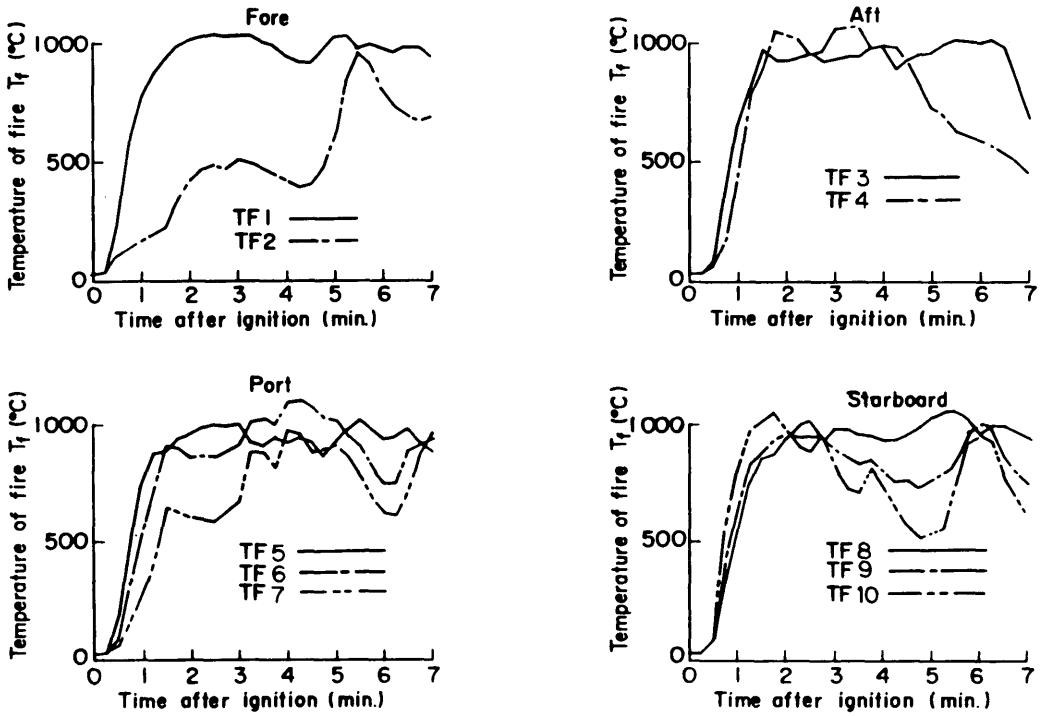 Fore
Temperature of fire Tf (°C)
1000
500
0
TF1
TF2
0 1 2 3 4 5 6 7
Time after ignition (min.)
Aft
Temperature of fire Tf (°C)
1000
500
0
TF3
TF4
0 1 2 3 4 5 6 7
Time after ignition (min.)
Port
Temperature of fire Tf (°C)
1000
500
0
TF5
TF6
TF7
0 1 2 3 4 5 6 7
Time after ignition (min.)
Starboard
Temperature of fire Tf (°C)
1000
500
0
TF8
TF9
TF10
0 1 2 3 4 5 6 7
Time after ignition (min.)